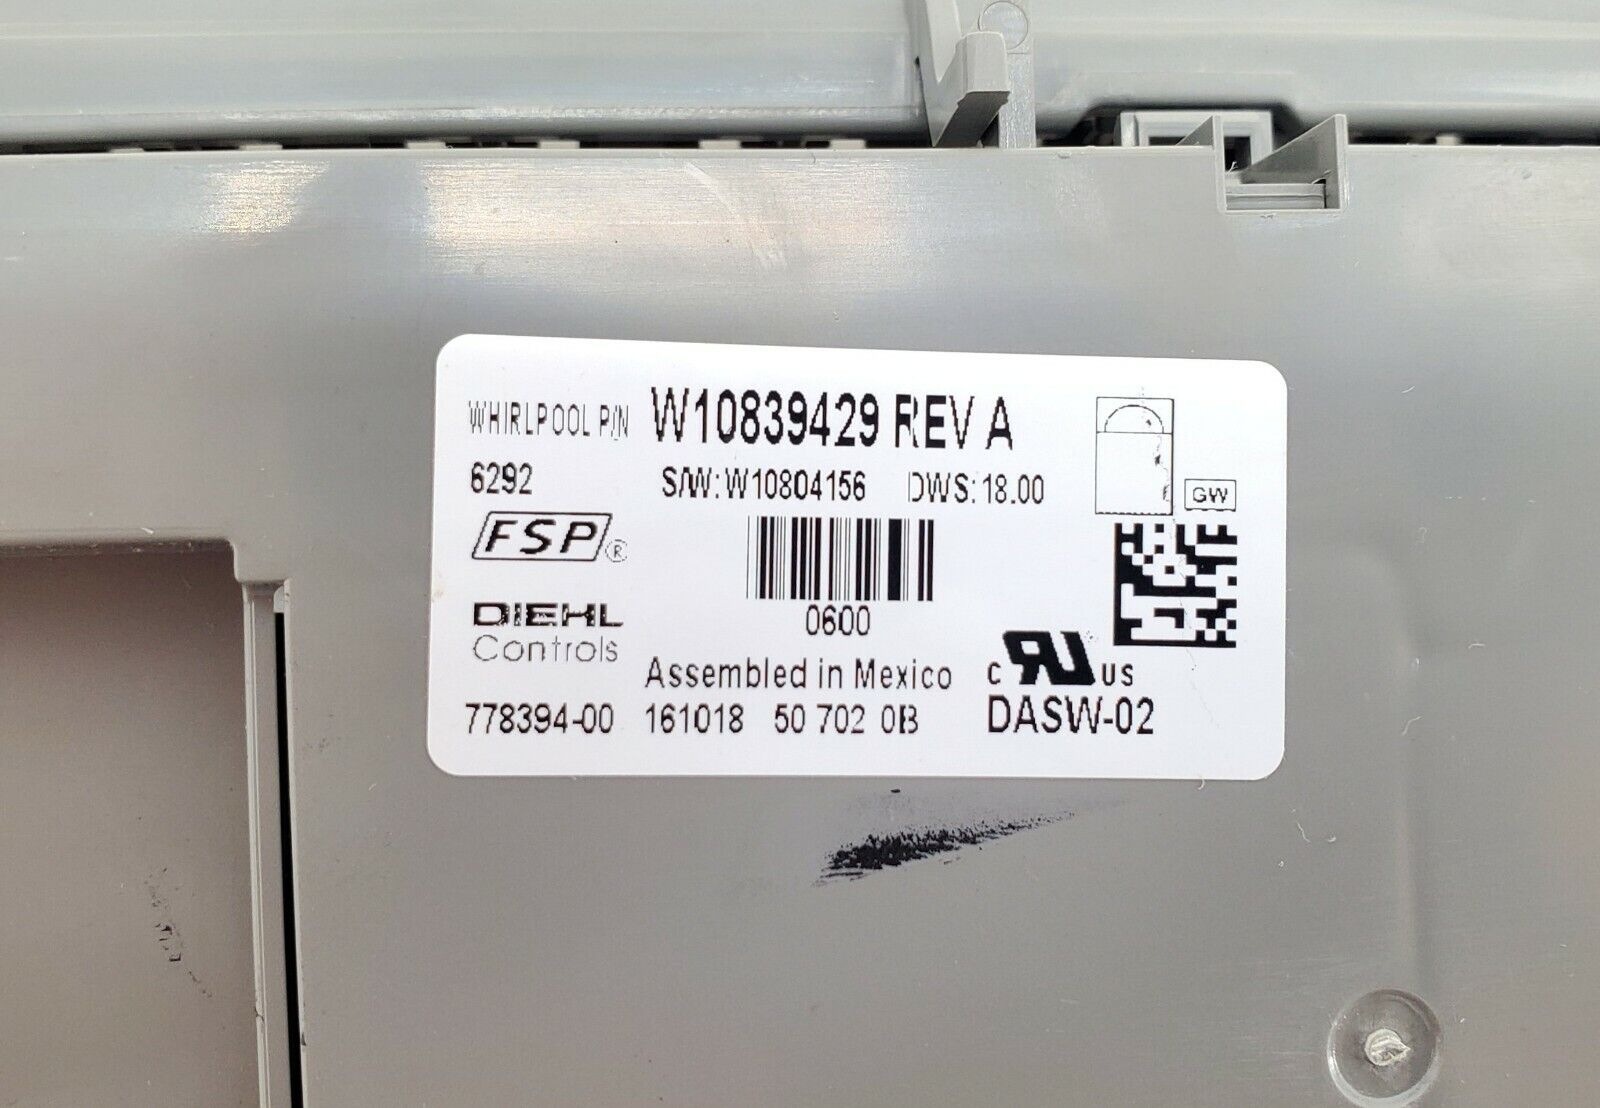 WHIRLPOOL P/N W10839429 REV A
6292 S/W: W10804156 DWS: 18.00
GW
FSP®
0600
DIEHL
Controls
Assembled in Mexico
C RU US
778394-00 161018 50 702 0B DASW-02